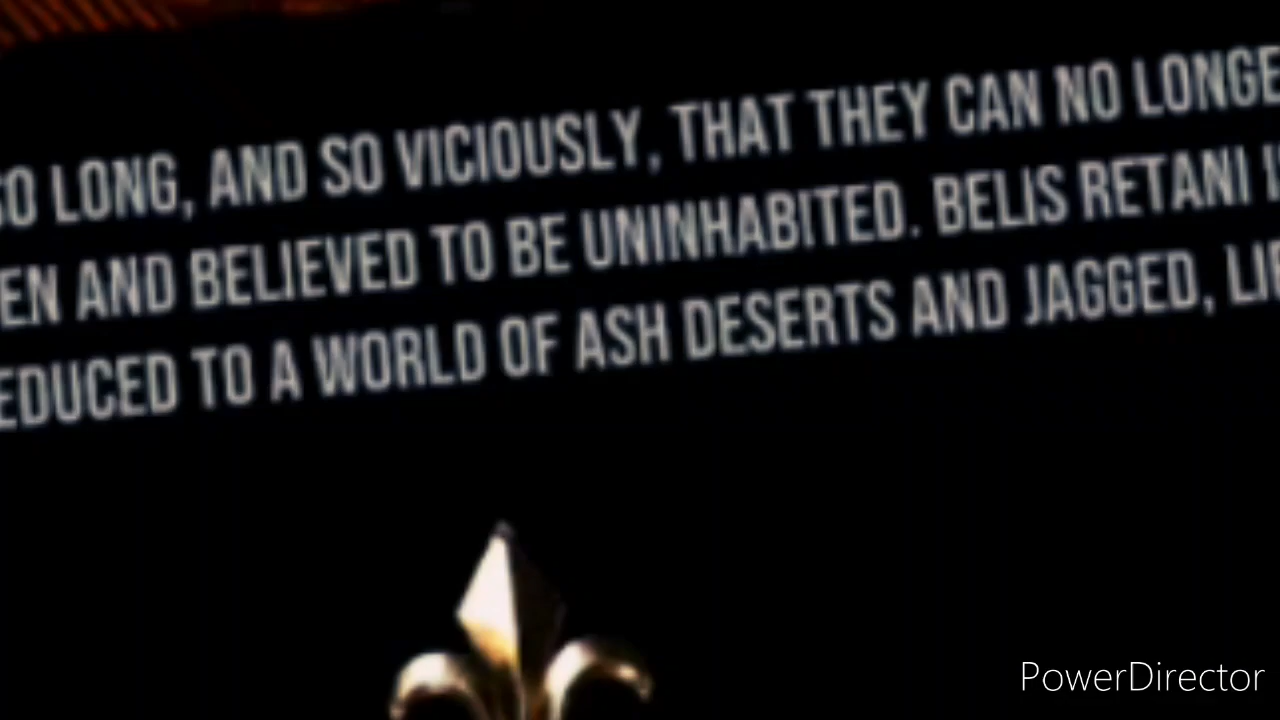 SO LONG, AND SO VICIOUSLY, THAT THEY CAN NO LONGE
EN AND BELIEVED TO BE UNINHABITED. BELIS RETANI
EDUCED TO A WORLD OF ASH DESERTS AND JAGGED,
PowerDirector